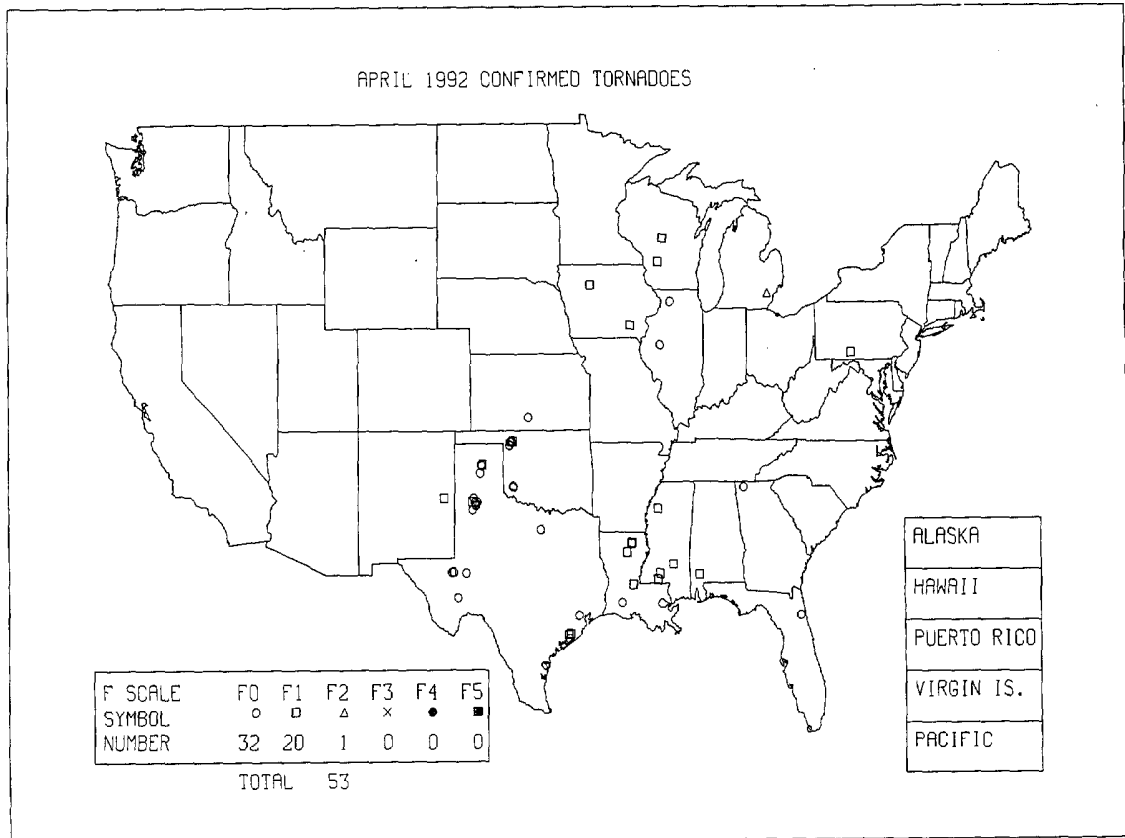 APRIL 1992 CONFIRMED TORNADOES
ALASKA
HAWAII
PUERTO RICO
VIRGIN IS.
PACIFIC
F SCALE F0 F1 F2 F3 F4 F5
SYMBOL
NUMBER 32 20 1 0 0 0
TOTAL 53